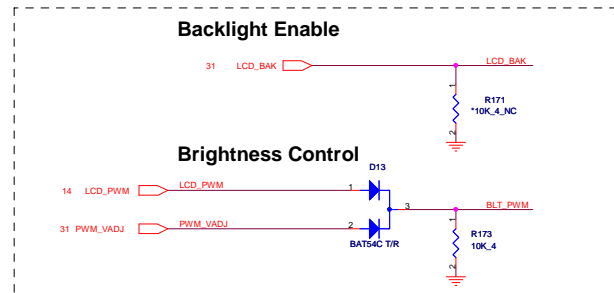 Backlight Enable
31 LCD_BAK LCD_BAK
1
R171
*10K_4_NC
2
Brightness Control
D13
14 LCD_PWM LCD_PWM 1
3 BLT_PWM
31 PWM_VADJ PWM_VADJ 2
1
R173
BAT54C T/R
10K_4
2